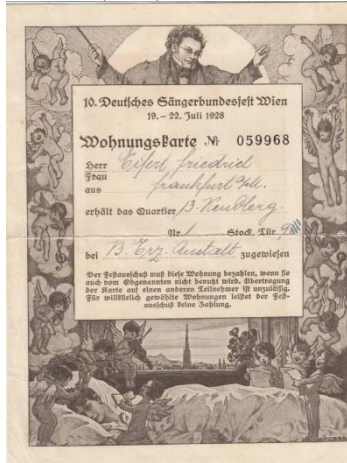 10. Deutsches Sängerbundesfest Wien
19. – 22. Juli 1928
Wohnungskarte № 059968
Herr Eifert Friedrich
Frau
aus Frankfurt a/M.
erhält das Quartier
Nr. 1 Stock, Tür
bei B. Erz. Anstalt zugewiesen
Der Festausschuß muß diese Wohnung bezahlen, wenn sie
auch vom Obgenannten nicht benutzt wird. Übertragung
der Karte auf einen anderen Teilnehmer ist unzulässig.
Für willkürlich gewählte Wohnungen leistet der Fest-
ausschuß keine Zahlung.